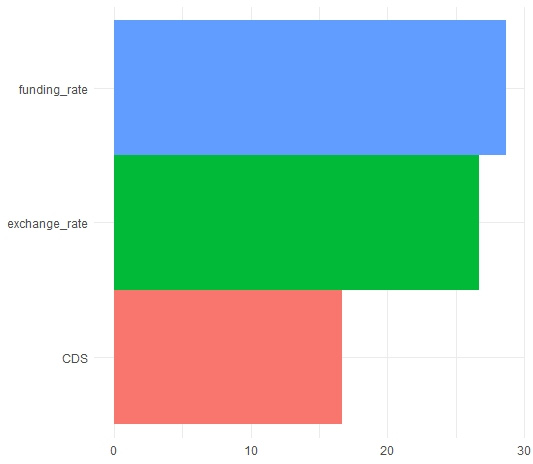 funding_rate
exchange_rate
CDS
0 10 20 30